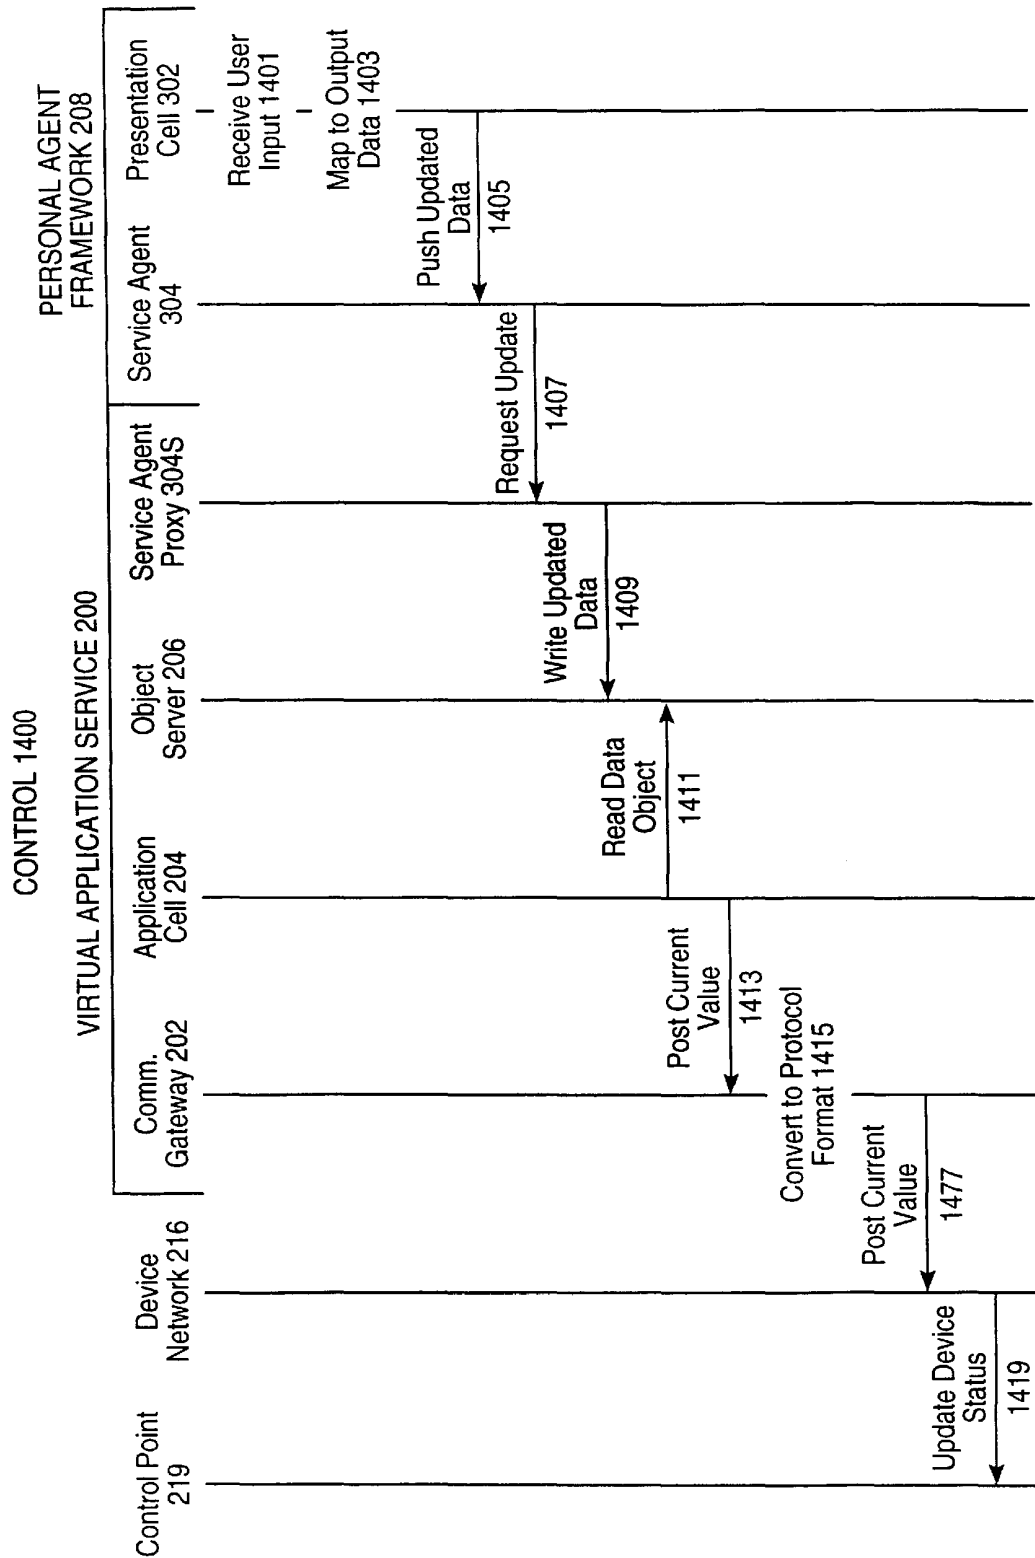 CONTROL 1400
VIRTUAL APPLICATION SERVICE 200
PERSONAL AGENT
FRAMEWORK 208
Control Point
219
Device
Network 216
Comm.
Gateway 202
Application
Cell 204
Object
Server 206
Service Agent
Proxy 304S
Service Agent
304
Presentation
Cell 302
Receive User
Input 1401
Map to Output
Data 1403
Push Updated
Data
1405
Request Update
1407
Write Updated
Data
1409
Read Data
Object
1411
Post Current
Value
1413
Convert to Protocol
Format 1415
Post Current
Value
1477
Update Device
Status
1419